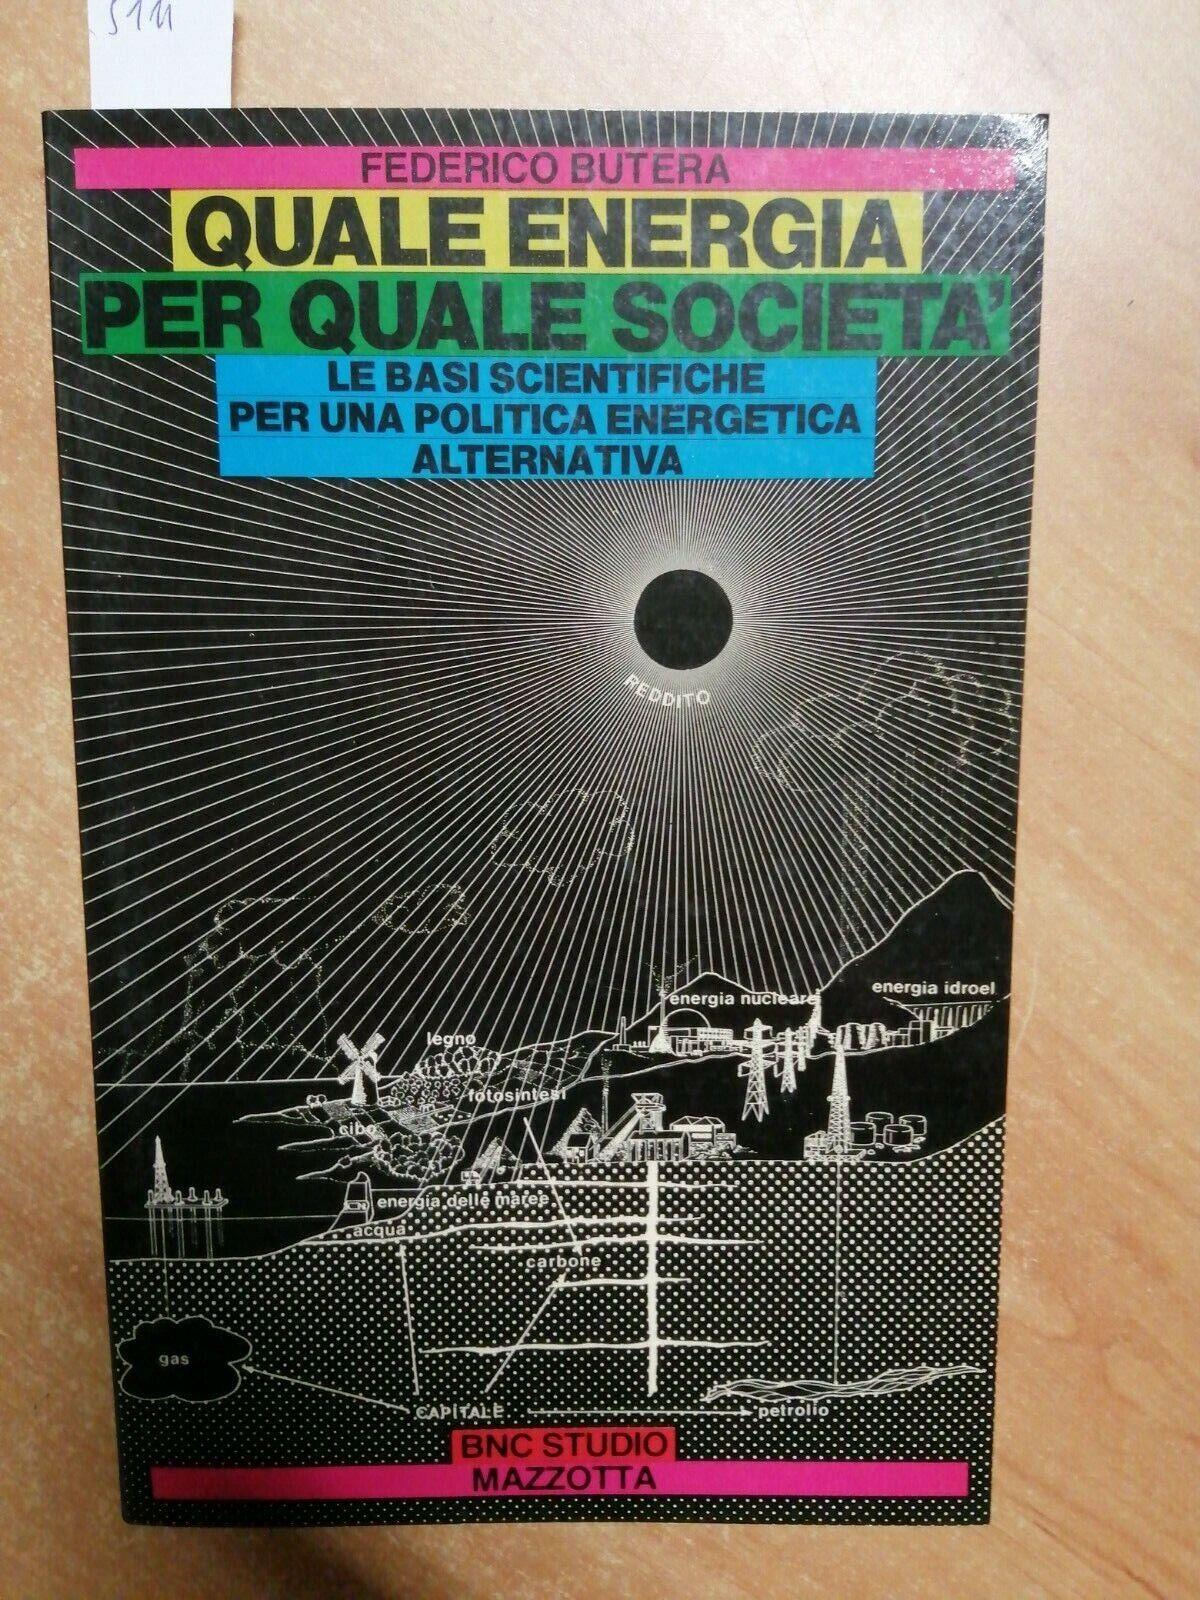 5111
FEDERICO BUTERA
QUALE ENERGIA
PER QUALE SOCIETA'
LE BASI SCIENTIFICHE
PER UNA POLITICA ENERGETICA
ALTERNATIVA
REDDITO
energia idroel
energia nucleare
legno
fotosintesi
cibo
energia delle maree
acqua
carbone
gas
CAPITALE
petrolio
BNC STUDIO
MAZZOTTA